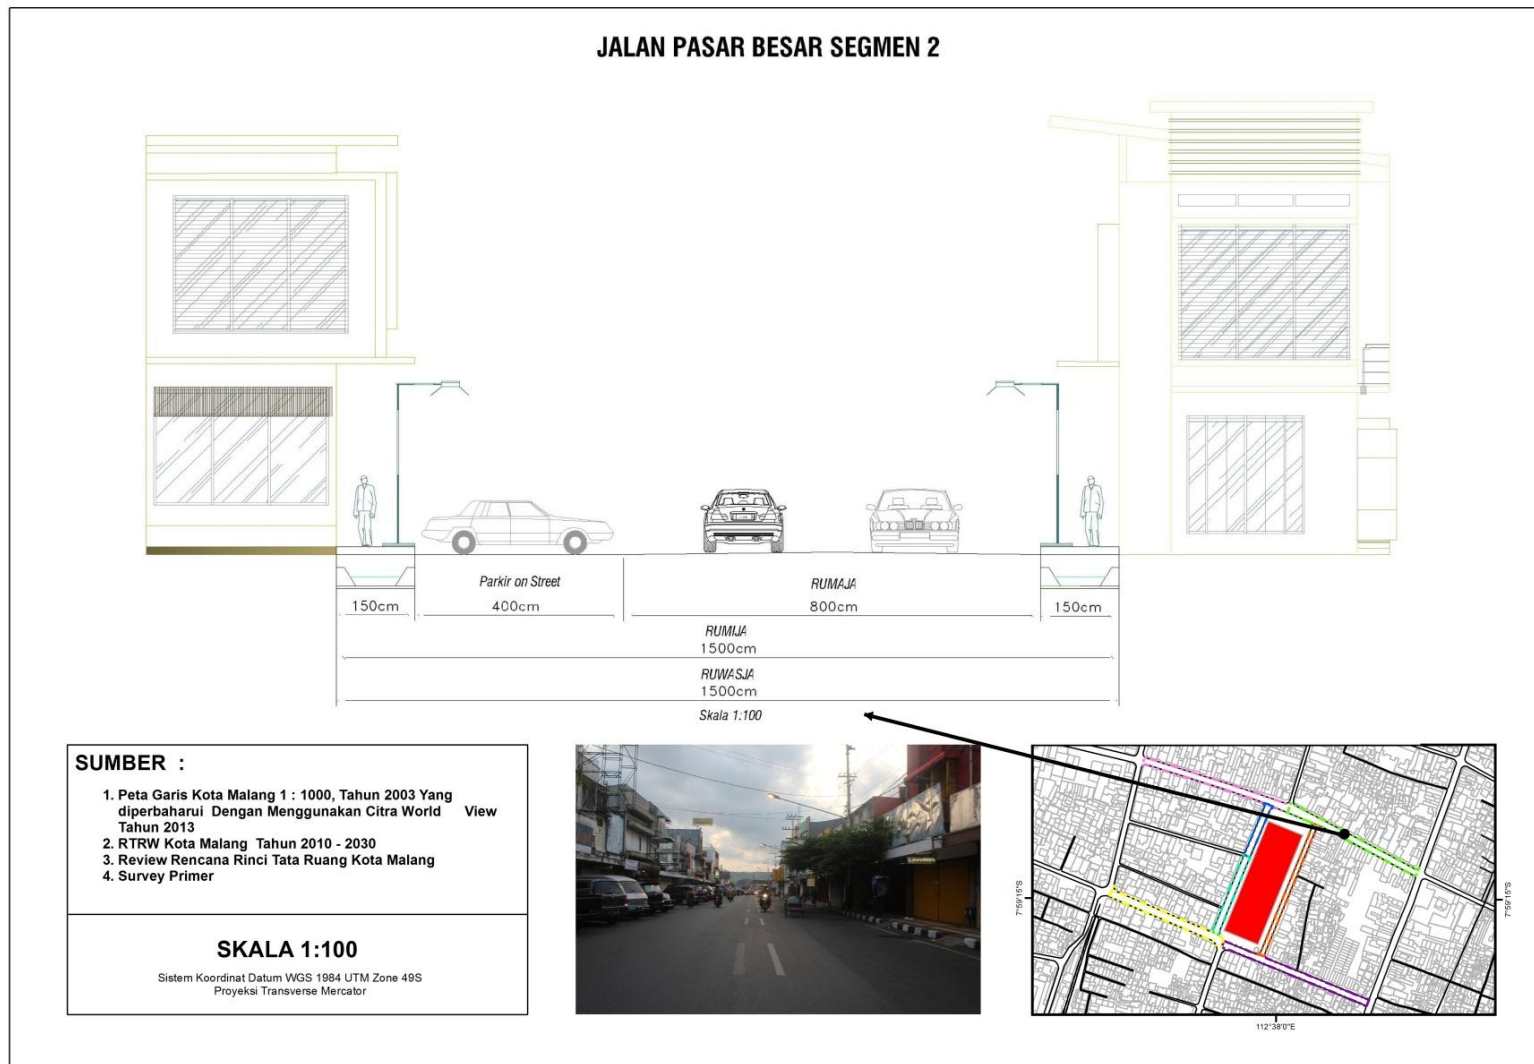 JALAN PASAR BESAR SEGMEN 2
Parkir on Street
RUMAJA
150cm
400cm
800cm
150cm
RUMIJA
1500cm
RUWASJA
1500cm
Skala 1:100
SUMBER :
1. Peta Garis Kota Malang 1 : 1000, Tahun 2003 Yang
diperbaharui Dengan Menggunakan Citra World View
Tahun 2013
2. RTRW Kota Malang Tahun 2010 - 2030
3. Review Rencana Rinci Tata Ruang Kota Malang
4. Survey Primer
SKALA 1:100
Sistem Koordinat Datum WGS 1984 UTM Zone 49S
Proyeksi Transverse Mercator
7°59'15"S
7°59'15"S
112°38'0"E